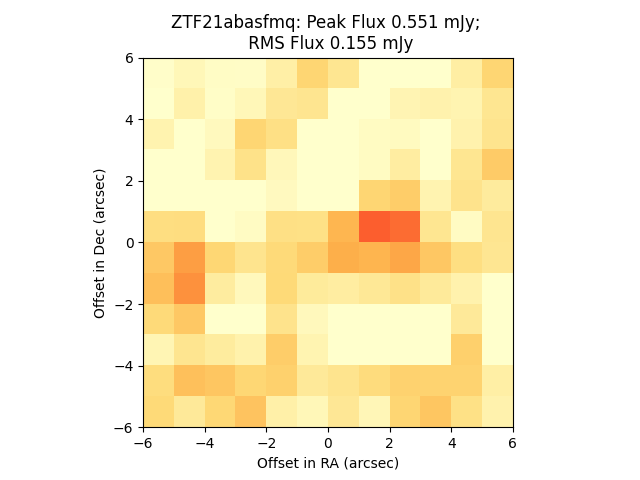 ZTF21abasfmq: Peak Flux 0.551 mJy;
RMS Flux 0.155 mJy
6
4
2
0
−2
−4
−6
Offset in Dec (arcsec)
−6 −4 −2 0 2 4 6
Offset in RA (arcsec)